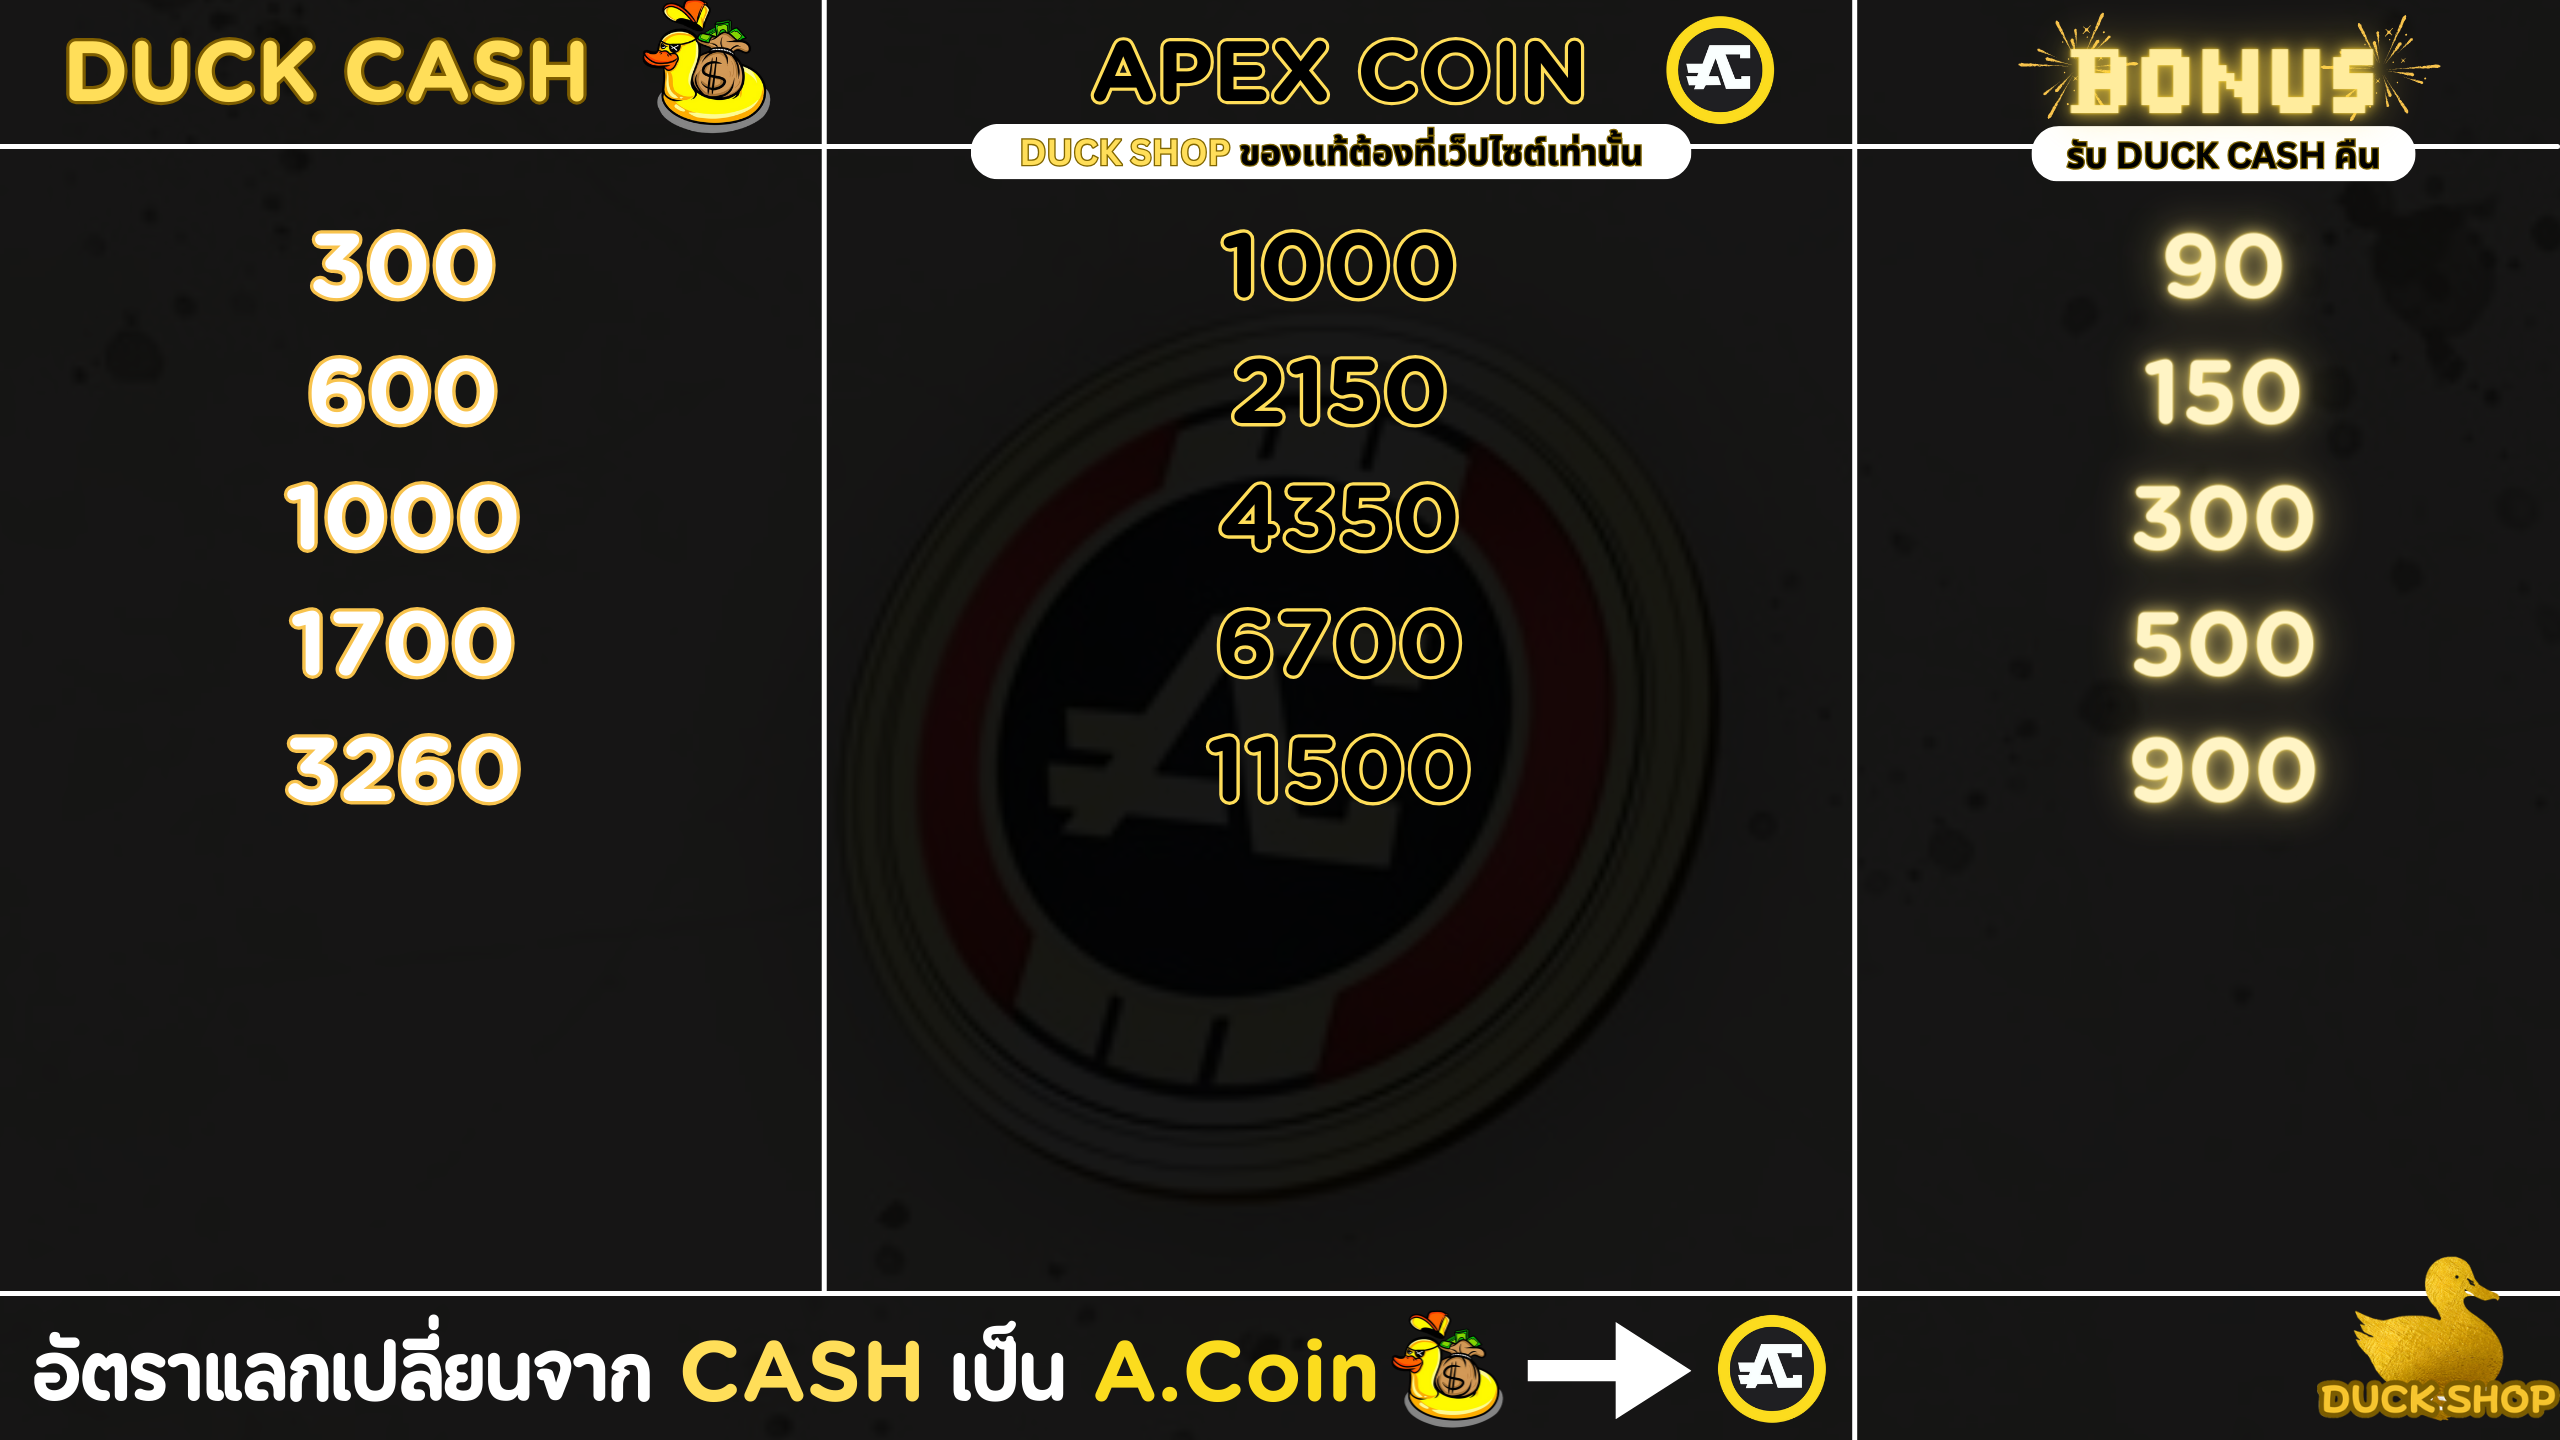 DUCK CASH
APEX COIN
BONUS
DUCK SHOP ของแท้ต้องที่เว็ปไซต์เท่านั้น
รับ DUCK CASH คืน
300 1000 90
600 2150 150
1000 4350 300
1700 6700 500
3260 11500 900
อัตราแลกเปลี่ยนจาก CASH เป็น A.Coin
DUCK SHOP